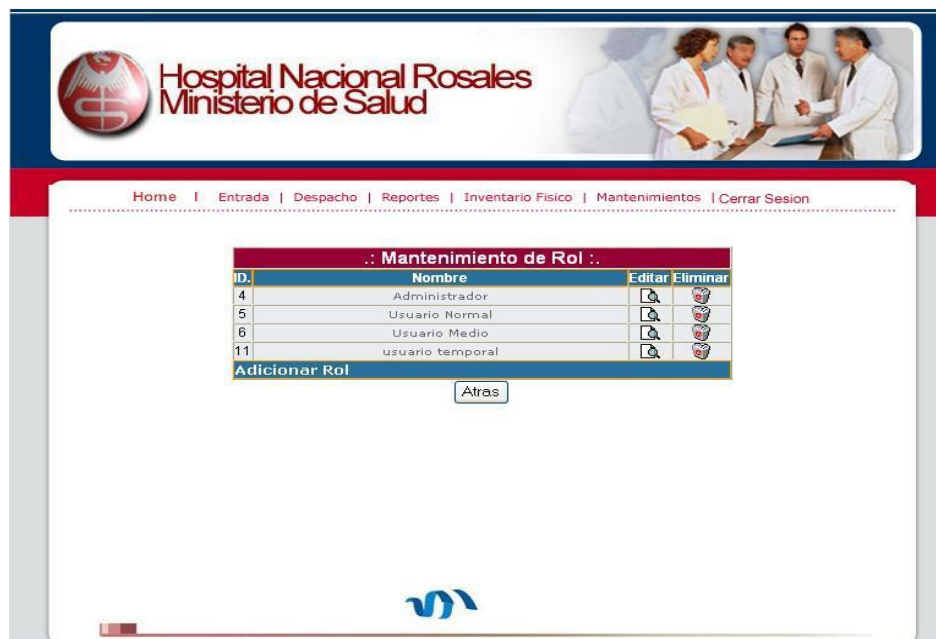 Hospital Nacional Rosales
Ministerio de Salud
Home | Entrada | Despacho | Reportes | Inventario Fisico | Mantenimientos | Cerrar Sesion
.: Mantenimiento de Rol :.
ID. Nombre Editar Eliminar
4 Administrador
5 Usuario Normal
6 Usuario Medio
11 usuario temporal
Adicionar Rol
Atras